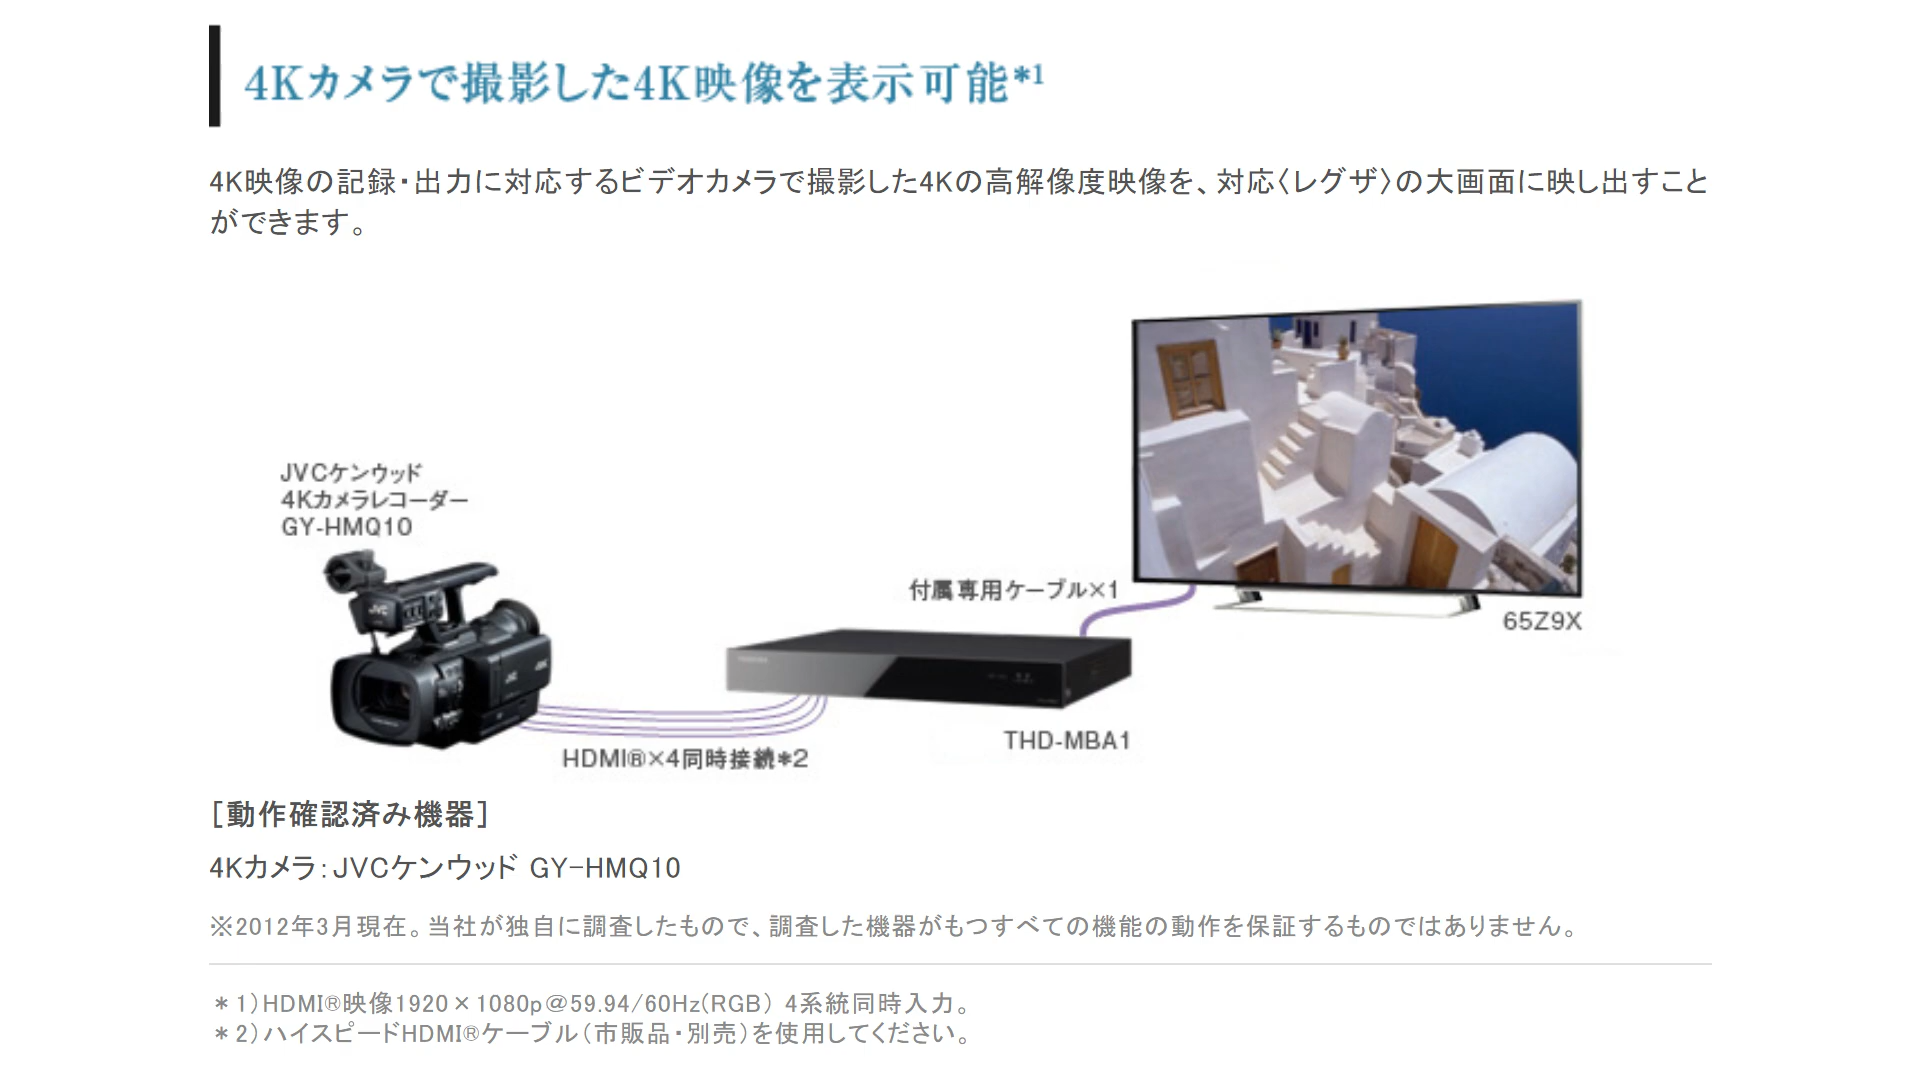 4Kカメラで撮影した4K映像を表示可能*1
4K映像の記録・出力に対応するビデオカメラで撮影した4Kの高解像度映像を、対応〈レグザ〉の大画面に映し出すこと
ができます。
JVCケンウッド
4Kカメラレコーダー
GY-HMQ10
JVC
JVC
4K
付属専用ケーブル×1
65Z9X
TOSHIBA
THD-MBA1
HDMI®×4同時接続*2
［動作確認済み機器］
4Kカメラ：JVCケンウッド GY-HMQ10
※2012年3月現在。当社が独自に調査したもので、調査した機器がもつすべての機能の動作を保証するものではありません。
＊1）HDMI®映像1920×1080p＠59.94/60Hz(RGB） 4系統同時入力。
＊2）ハイスピードHDMI®ケーブル（市販品・別売）を使用してください。